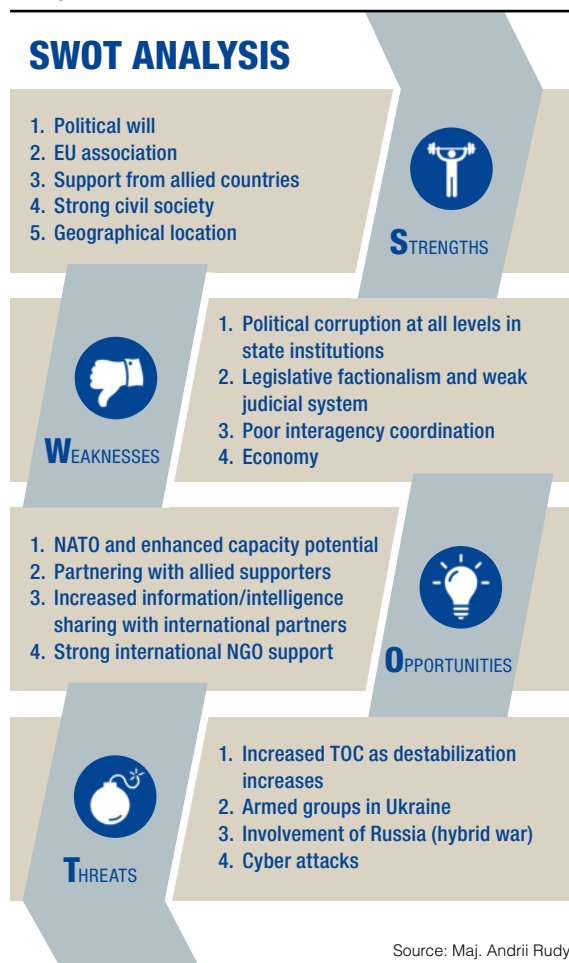 SWOT ANALYSIS
1. Political will
2. EU association
3. Support from allied countries
4. Strong civil society
5. Geographical location
STRENGTHS
1. Political corruption at all levels in
state institutions
2. Legislative factionalism and weak
judicial system
3. Poor interagency coordination
4. Economy
WEAKNESSES
1. NATO and enhanced capacity potential
2. Partnering with allied supporters
3. Increased information/intelligence
sharing with international partners
4. Strong international NGO support
OPPORTUNITIES
1. Increased TOC as destabilization
increases
2. Armed groups in Ukraine
3. Involvement of Russia (hybrid war)
4. Cyber attacks
THREATS
Source: Maj. Andrii Rudy